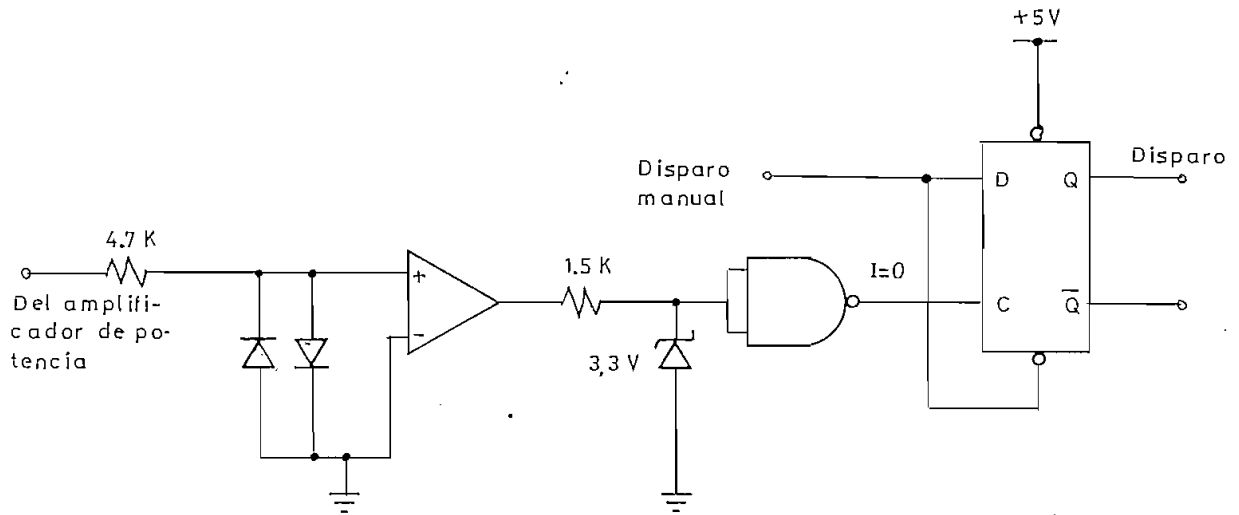 +5V
Disparo
manual
D
Q
Disparo
4.7 K
1.5 K
I=0
+
-
C
Q̅
Del amplifi-
cador de po-
tencia
3,3 V